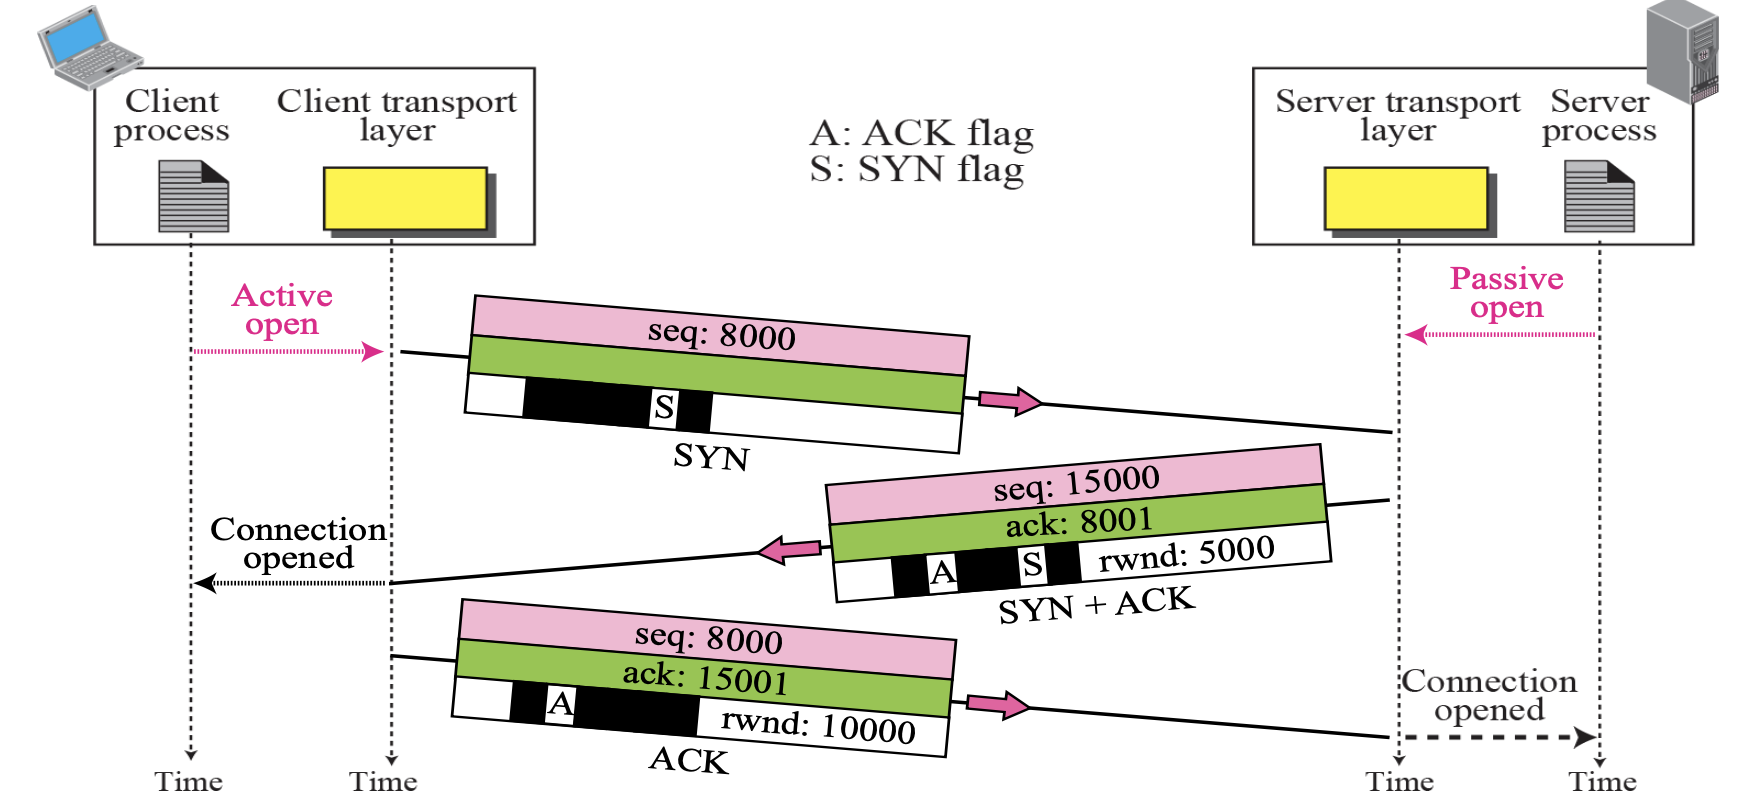 Client
process
Client transport
layer
A: ACK flag
S: SYN flag
Server transport
layer
Server
process
Active
open
Passive
open
seq: 8000
S
SYN
seq: 15000
ack: 8001
A
S
rwnd: 5000
SYN + ACK
Connection
opened
seq: 8000
ack: 15001
A
rwnd: 10000
ACK
Connection
opened
Time
Time
Time
Time